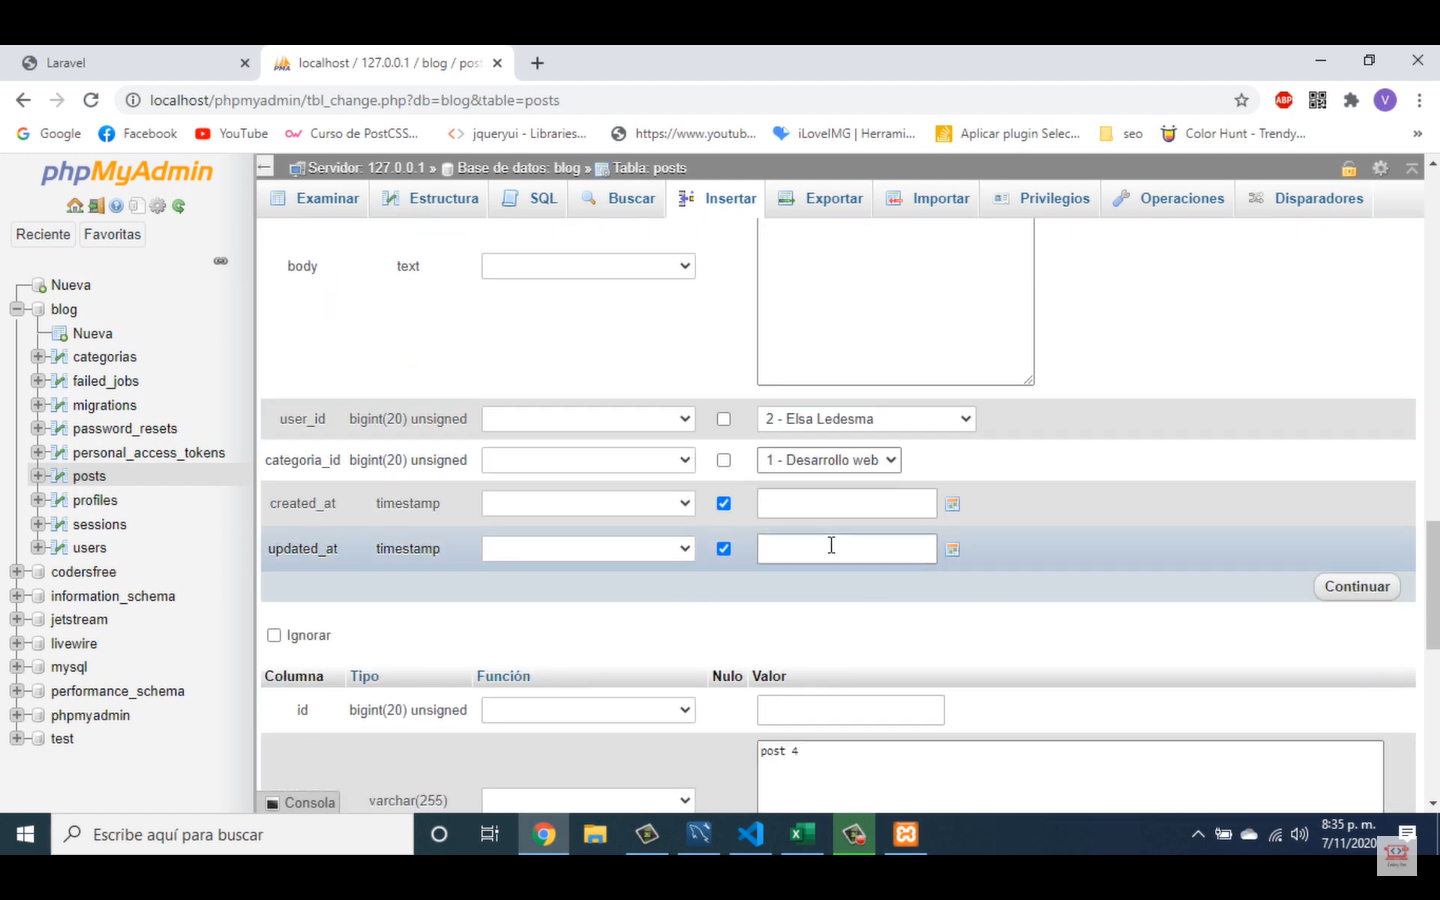 Laravel
localhost / 127.0.0.1 / blog / pos
localhost/phpmyadmin/tbl_change.php?db=blog&table=posts
ABP
V
Google
Facebook
YouTube
Curso de PostCSS...
jqueryui - Libraries...
https://www.youtub...
iLoveIMG | Herrami...
Aplicar plugin Selec...
seo
Color Hunt - Trendy...
»
phpMyAdmin
Reciente
Favoritas
Nueva
blog
Nueva
categorias
failed_jobs
migrations
password_resets
personal_access_tokens
posts
profiles
sessions
users
codersfree
information_schema
jetstream
livewire
mysql
performance_schema
phpmyadmin
test
Servidor: 127.0.0.1 » Base de datos: blog » Tabla: posts
Examinar
Estructura
SQL
Buscar
Insertar
Exportar
Importar
Privilegios
Operaciones
Disparadores
body text
user_id bigint(20) unsigned 2 - Elsa Ledesma
categoria_id bigint(20) unsigned 1 - Desarrollo web
created_at timestamp
updated_at timestamp
Continuar
Ignorar
Columna Tipo Función Nulo Valor
id bigint(20) unsigned
post 4
varchar(255)
Consola
Escribe aquí para buscar
8:35 p. m.
7/11/2020